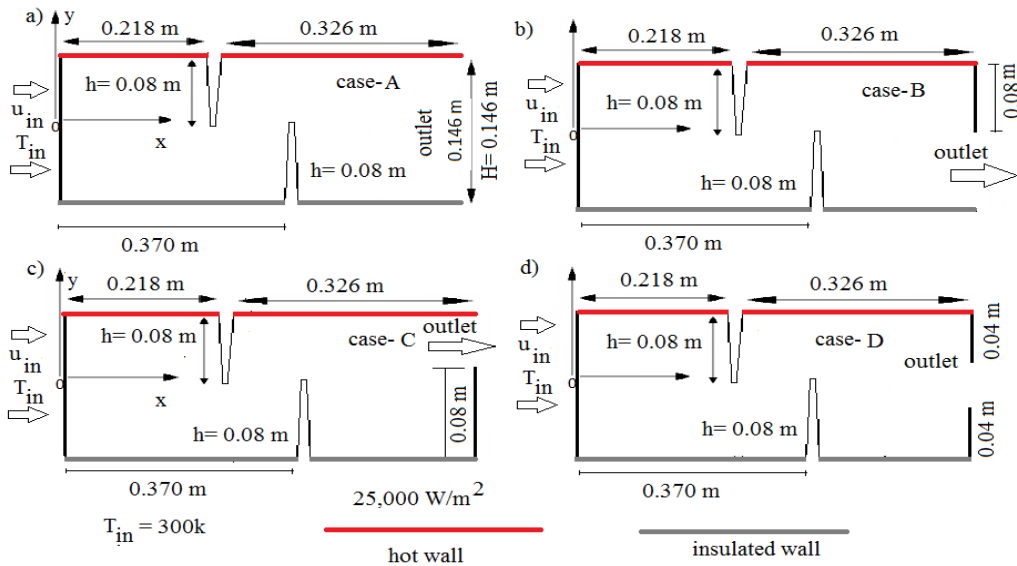 a)
y
0.218 m
0.326 m
h= 0.08 m
case-A
u in
0
T in
x
outlet
0.146 m
H= 0.146 m
h= 0.08 m
0.370 m
b)
0.218 m
0.326 m
h= 0.08 m
case-B
0.08 m
u in
0
T in
outlet
h= 0.08 m
0.370 m
c)
y
0.218 m
0.326 m
h= 0.08 m
outlet
case- C
u in
0
T in
x
h= 0.08 m
0.08 m
0.370 m
d)
0.218 m
0.326 m
h= 0.08 m
case- D
0.04 m
u in
outlet
0
T in
h= 0.08 m
0.04 m
0.370 m
T in = 300k
25,000 W/m²
hot wall
insulated wall